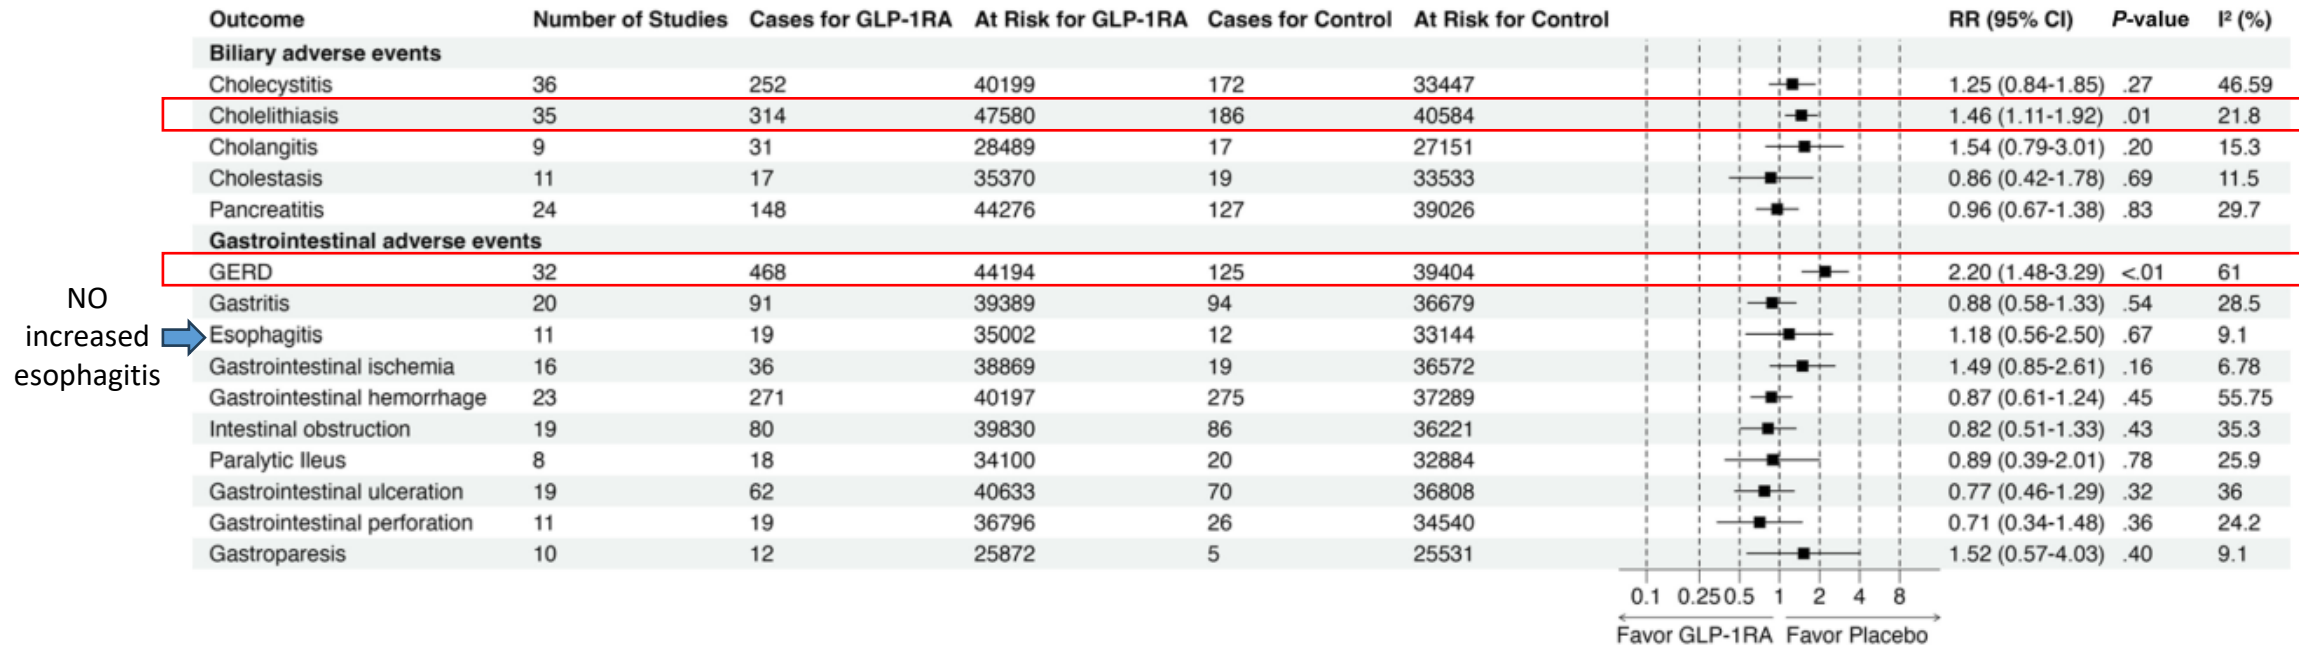 Outcome Number of Studies Cases for GLP-1RA At Risk for GLP-1RA Cases for Control At Risk for Control RR (95% CI) P-value I² (%)
Biliary adverse events
Cholecystitis 36 252 40199 172 33447 1.25 (0.84-1.85) .27 46.59
Cholelithiasis 35 314 47580 186 40584 1.46 (1.11-1.92) .01 21.8
Cholangitis 9 31 28489 17 27151 1.54 (0.79-3.01) .20 15.3
Cholestasis 11 17 35370 19 33533 0.86 (0.42-1.78) .69 11.5
Pancreatitis 24 148 44276 127 39026 0.96 (0.67-1.38) .83 29.7
Gastrointestinal adverse events
GERD 32 468 44194 125 39404 2.20 (1.48-3.29) <.01 61
Gastritis 20 91 39389 94 36679 0.88 (0.58-1.33) .54 28.5
Esophagitis 11 19 35002 12 33144 1.18 (0.56-2.50) .67 9.1
Gastrointestinal ischemia 16 36 38869 19 36572 1.49 (0.85-2.61) .16 6.78
Gastrointestinal hemorrhage 23 271 40197 275 37289 0.87 (0.61-1.24) .45 55.75
Intestinal obstruction 19 80 39830 86 36221 0.82 (0.51-1.33) .43 35.3
Paralytic Ileus 8 18 34100 20 32884 0.89 (0.39-2.01) .78 25.9
Gastrointestinal ulceration 19 62 40633 70 36808 0.77 (0.46-1.29) .32 36
Gastrointestinal perforation 11 19 36796 26 34540 0.71 (0.34-1.48) .36 24.2
Gastroparesis 10 12 25872 5 25531 1.52 (0.57-4.03) .40 9.1
0.1 0.25 0.5 1 2 4 8
Favor GLP-1RA Favor Placebo
NO
increased
esophagitis